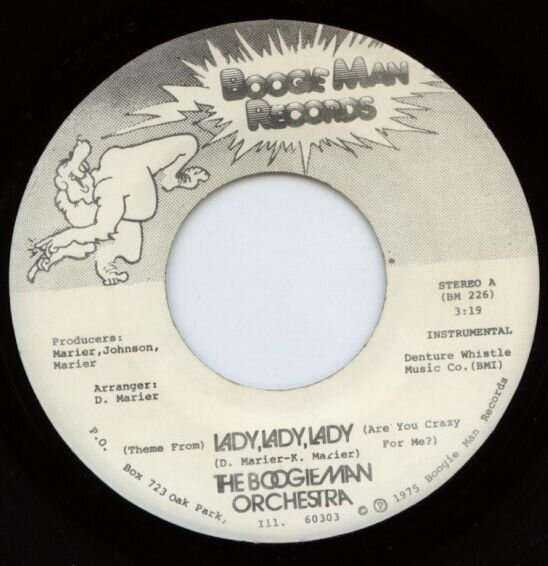 BOOGIE MAN
RECORDS
STEREO A
(BM 226)
3:19
INSTRUMENTAL
Producers:
Marier,Johnson,
Marier
Denture Whistle
Music Co.(BMI)
Arranger:
D. Marier
(Theme From) LADY,LADY,LADY (Are You Crazy
For Me?)
(D. Marier-K. Marier)
THE BOOGIE MAN
ORCHESTRA
P.O. Box 723 Oak Park, Ill. 60303 © ℗ 1975 Boogie Man Records